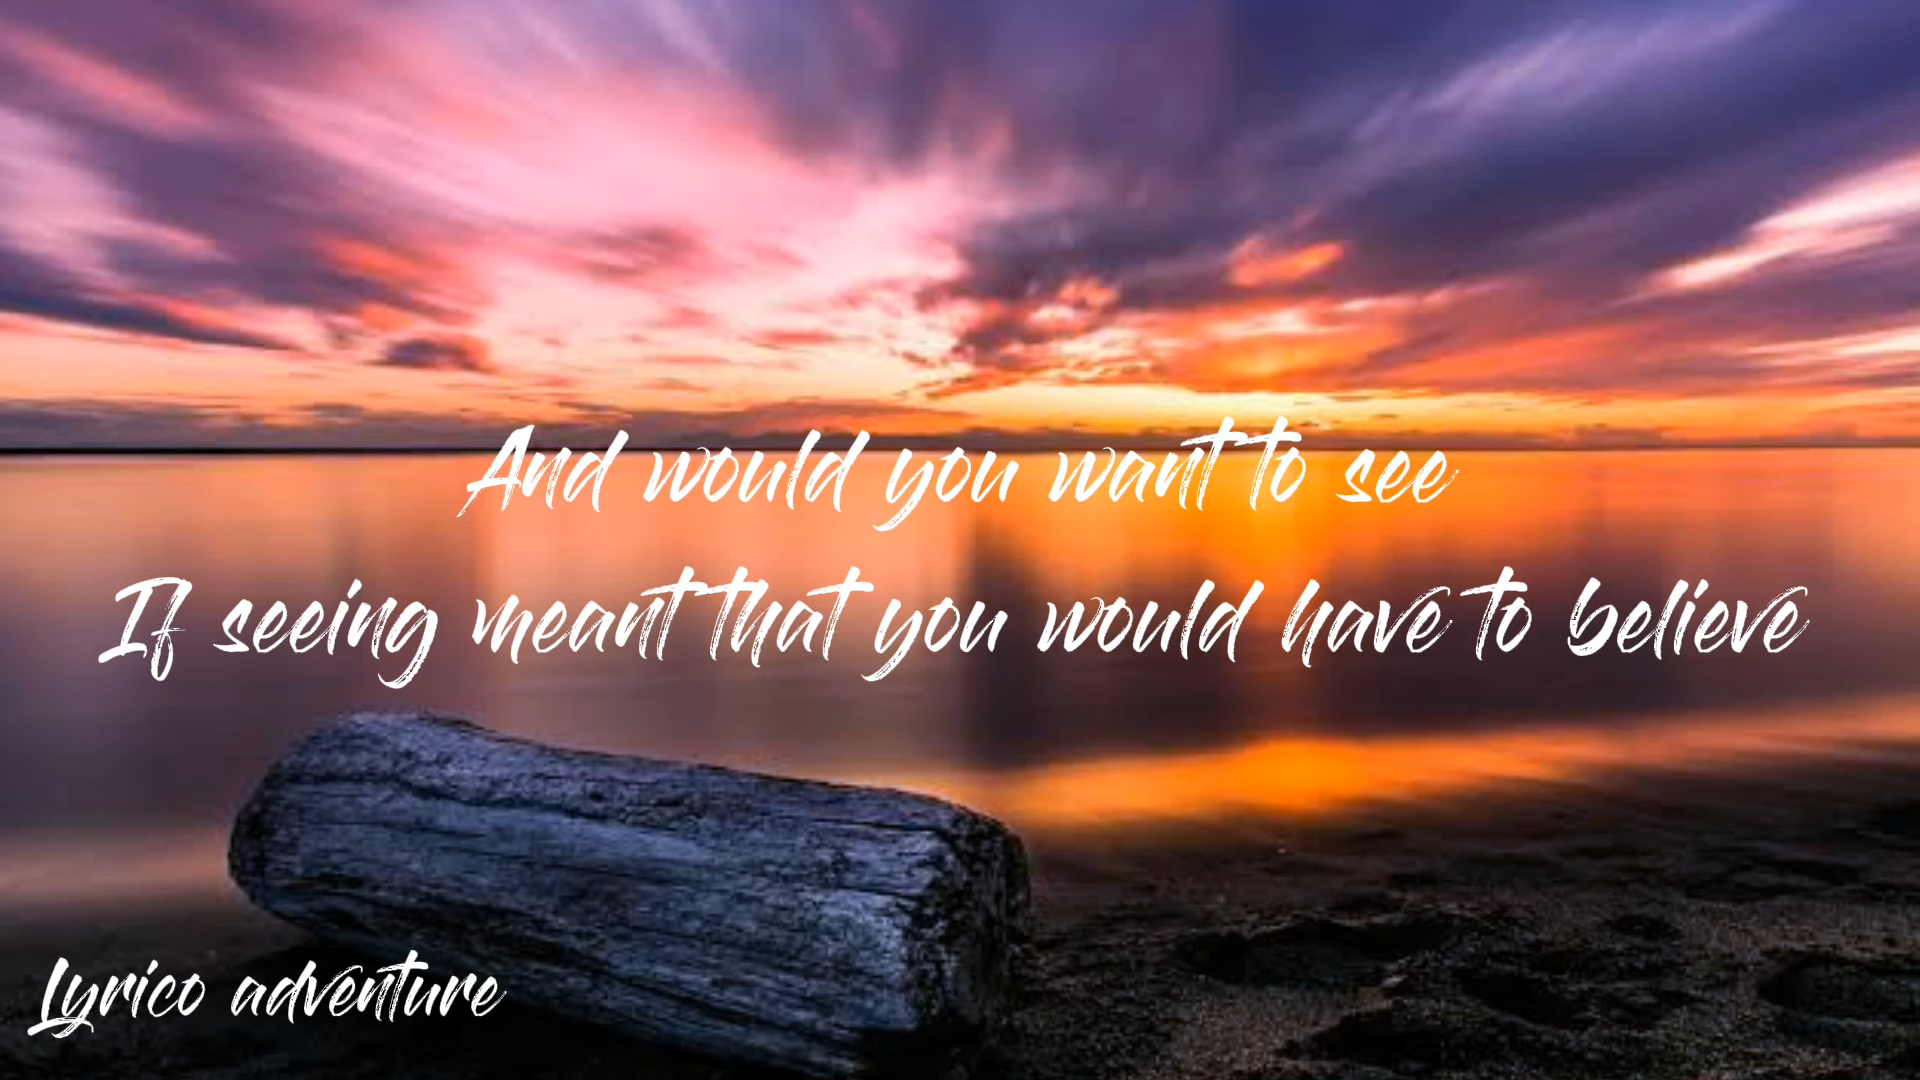 And would you want to see
If seeing meant that you would have to believe
Lyrico adventure